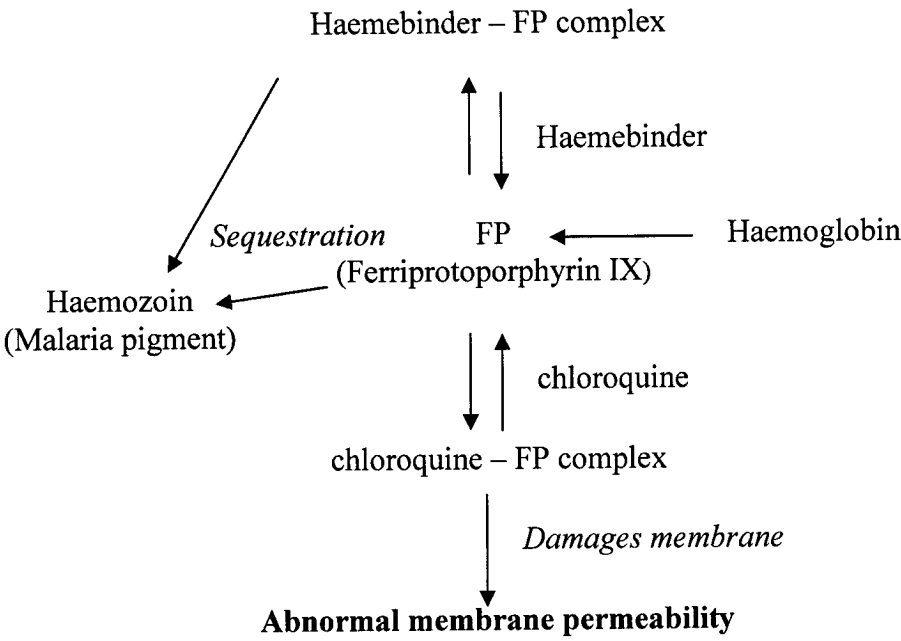 Haemebinder – FP complex
Haemebinder
Sequestration
FP
Haemoglobin
(Ferriprotoporphyrin IX)
Haemozoin
(Malaria pigment)
chloroquine
chloroquine – FP complex
Damages membrane
Abnormal membrane permeability